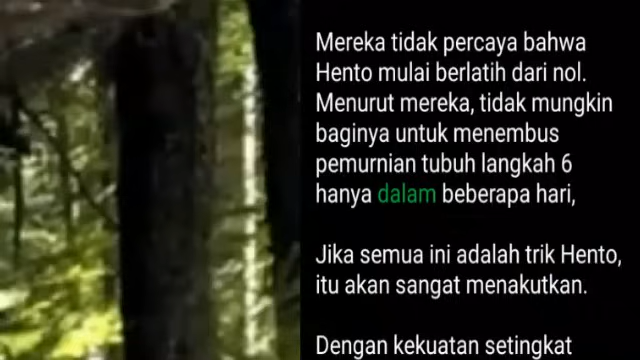 Mereka tidak percaya bahwa
Hento mulai berlatih dari nol.
Menurut mereka, tidak mungkin
baginya untuk menembus
pemurnian tubuh langkah 6
hanya dalam beberapa hari,
Jika semua ini adalah trik Hento,
itu akan sangat menakutkan.
Dengan kekuatan setingkat